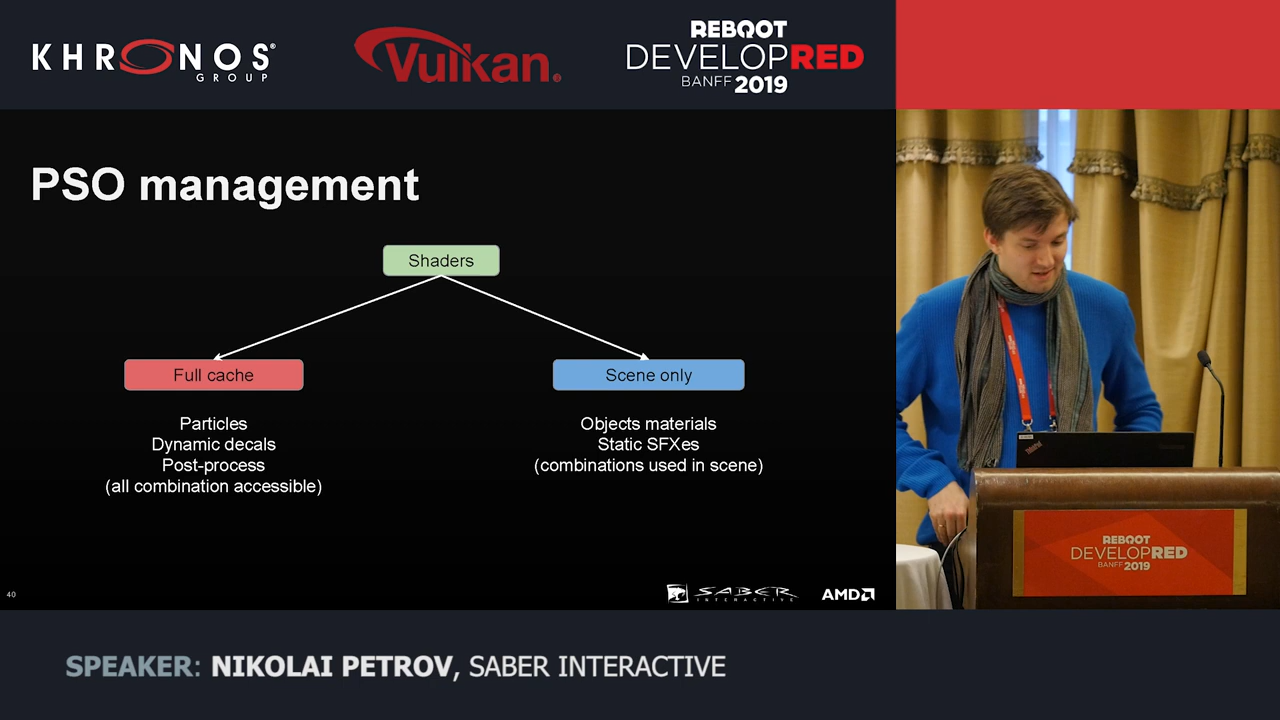 KHRONOS®
GROUP
Vulkan®
REBOOT
DEVELOPRED
BANFF 2019
PSO management
Shaders
Full cache
Scene only
Particles
Dynamic decals
Post-process
(all combination accessible)
Objects materials
Static SFXes
(combinations used in scene)
40
SABER
INTERACTIVE
AMD
ThinkPad
REBOOT
DEVELOPRED
BANFF 2019
SPEAKER: NIKOLAI PETROV, SABER INTERACTIVE